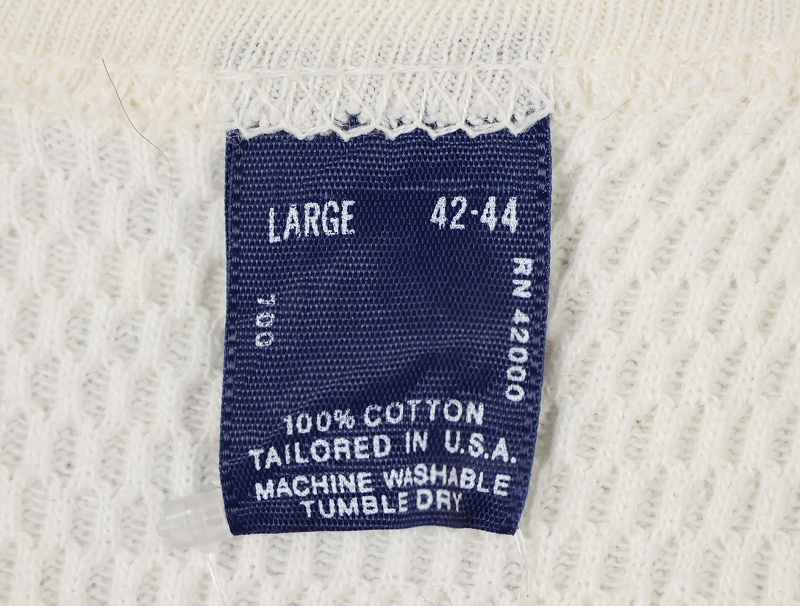 LARGE 42-44
RN 42000
700
100% COTTON
TAILORED IN U.S.A.
MACHINE WASHABLE
TUMBLE DRY